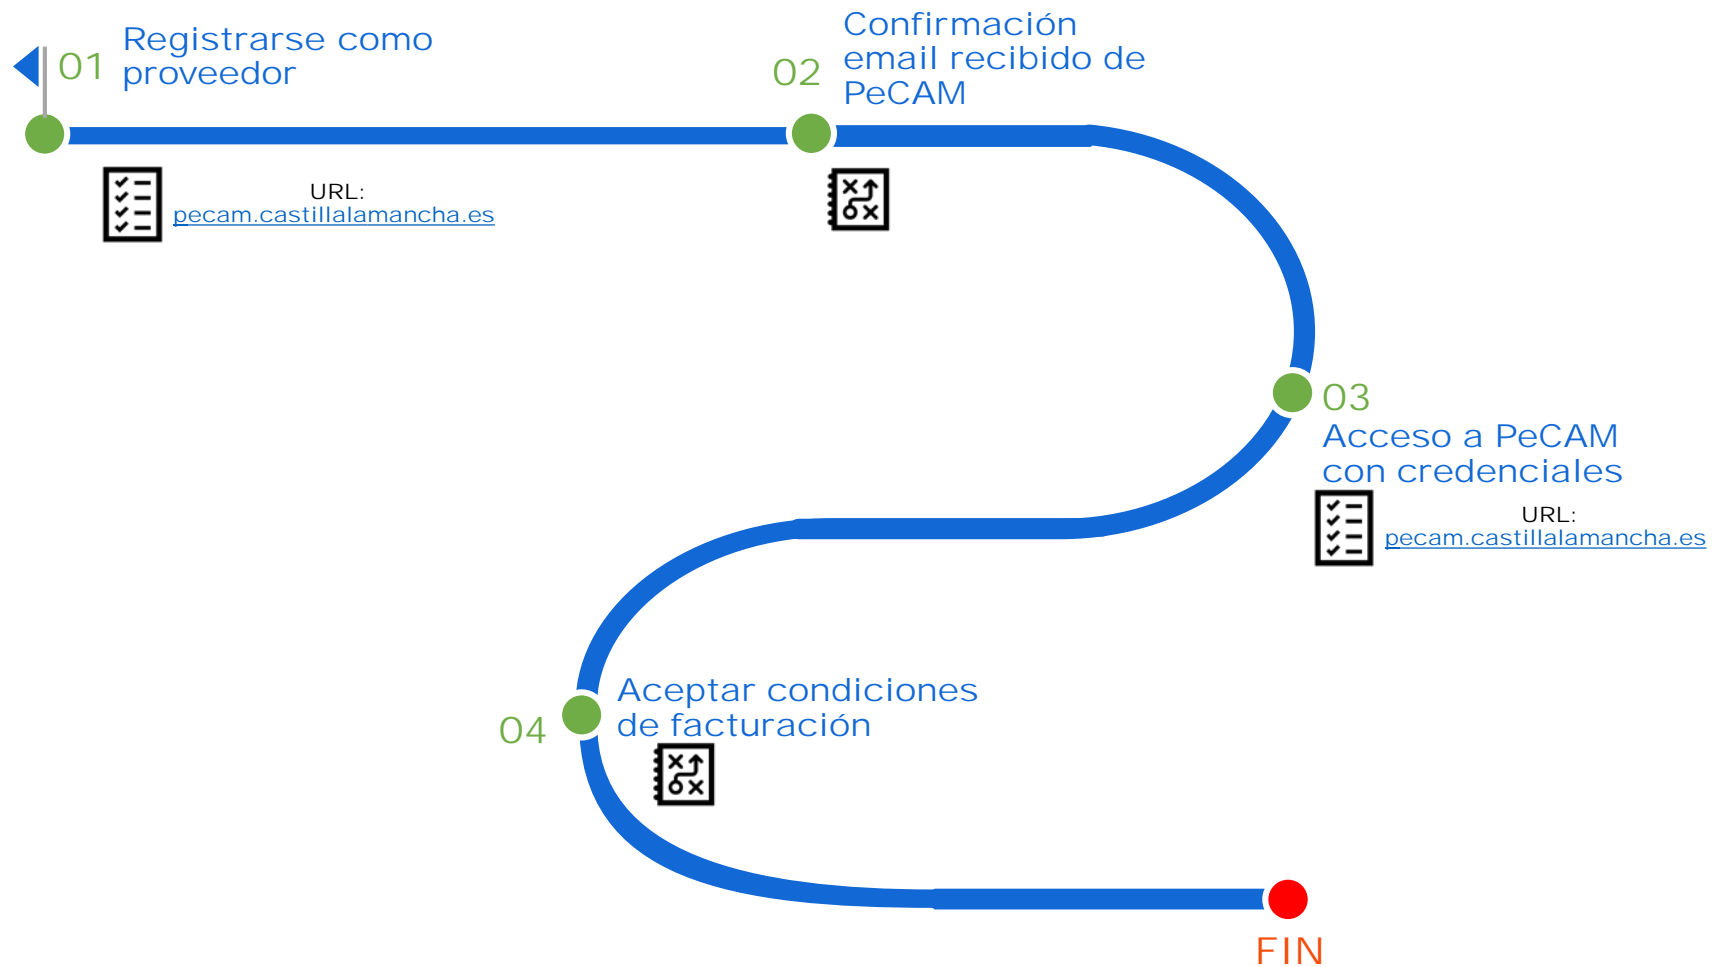 01
Registrarse como
proveedor
URL:
pecam.castillalamancha.es
02
Confirmación
email recibido de
PeCAM
03
Acceso a PeCAM
con credenciales
URL:
pecam.castillalamancha.es
04
Aceptar condiciones
de facturación
FIN